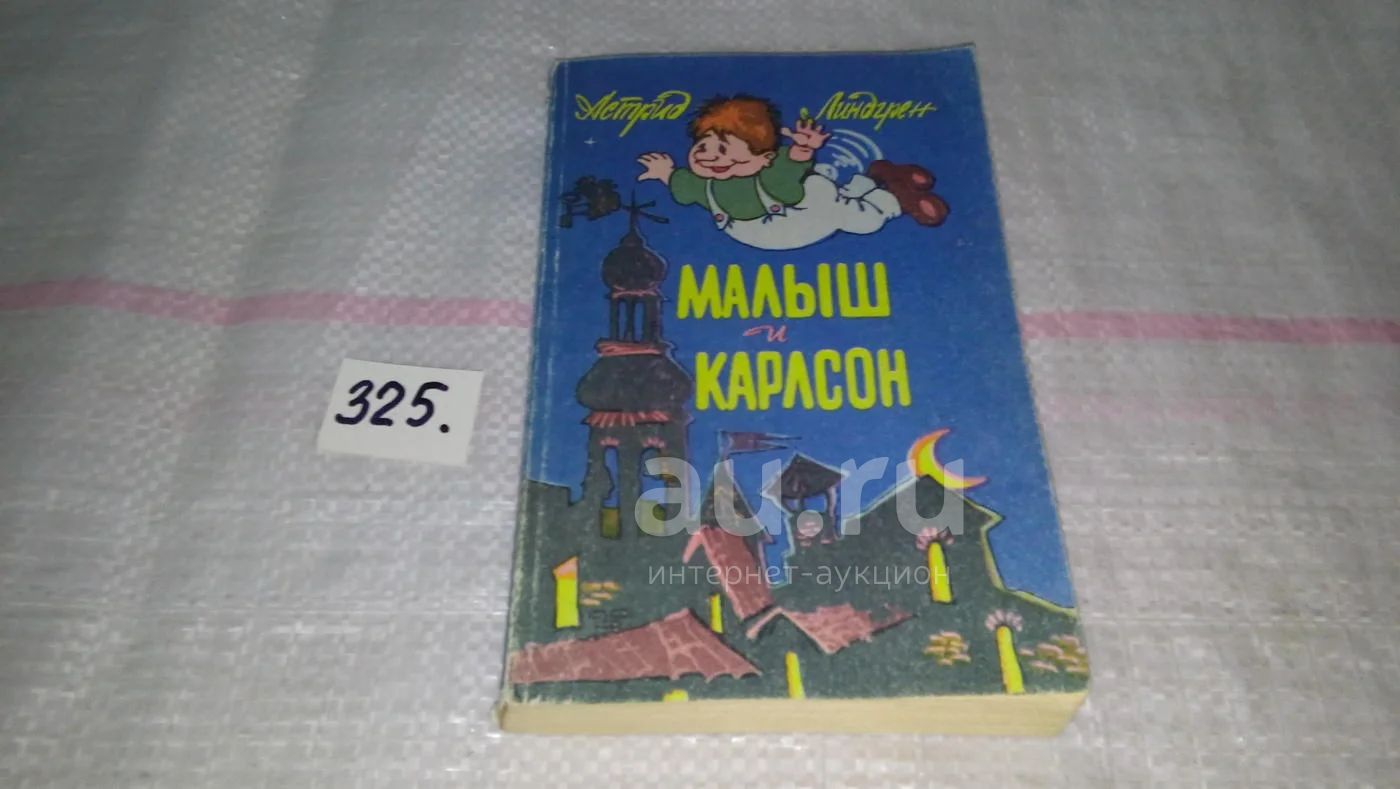 Астрид Линдгрен
МАЛЫШ
и
КАРЛСОН
325.
au.ru
интернет-аукцион